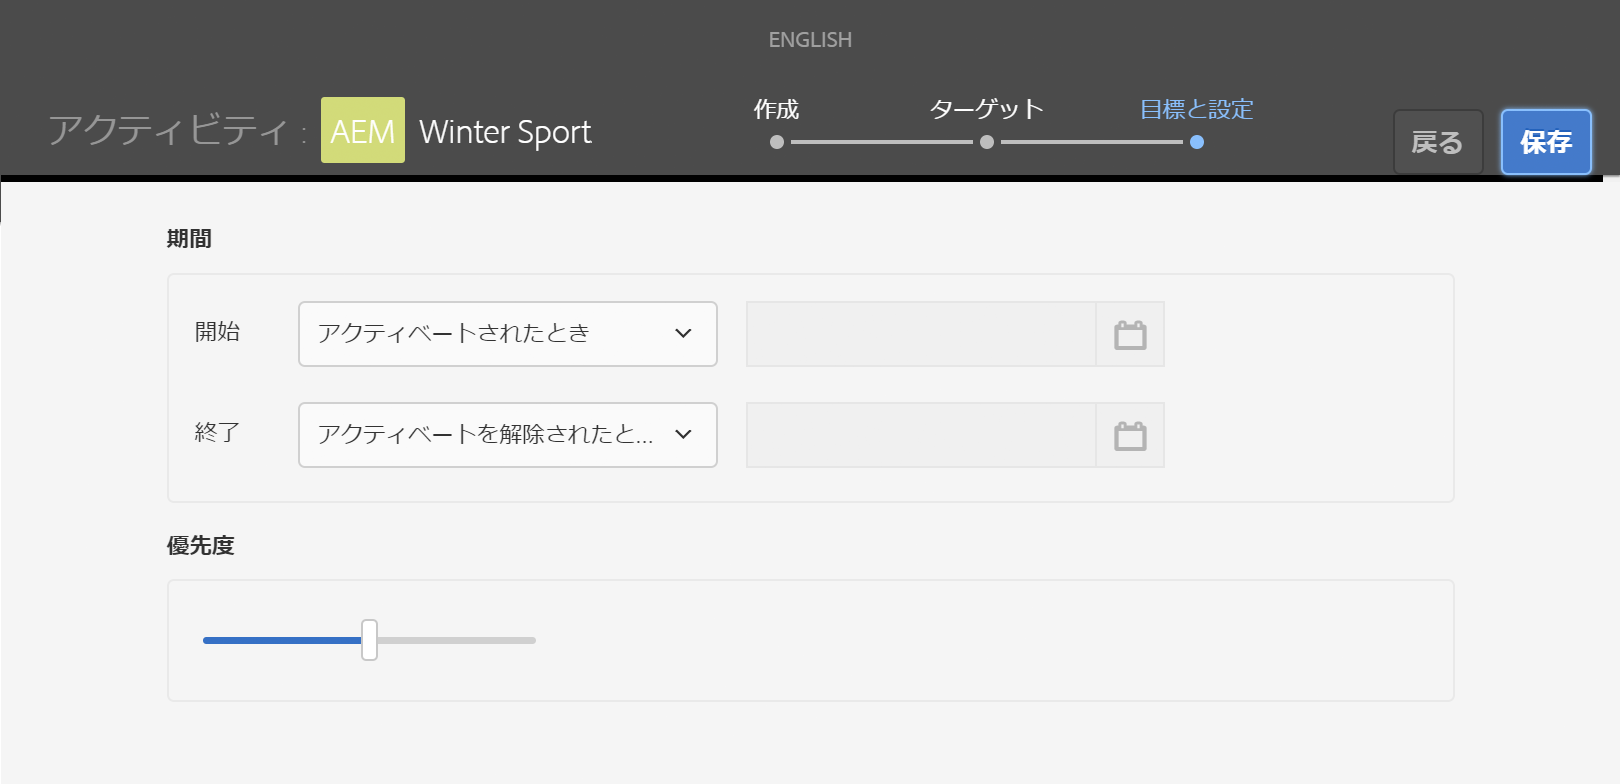 ENGLISH
アクティビティ : AEM Winter Sport
作成 ターゲット 目標と設定
戻る 保存
期間
開始 アクティベートされたとき
終了 アクティベートを解除されたと...
優先度